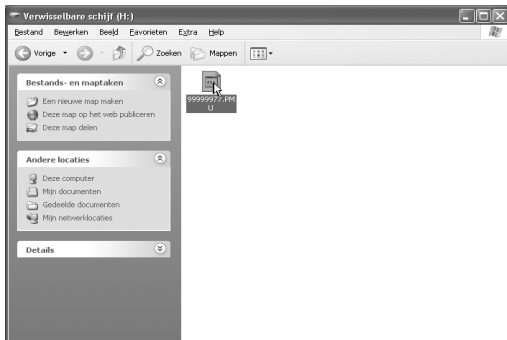 Verwisselbare schijf (H:)
Bestand Bewerken Beeld Favorieten Extra Help
Vorige Zoeken Mappen
Bestands- en maptaken
Een nieuwe map maken
Deze map op het web publiceren
Deze map delen
Andere locaties
Deze computer
Mijn documenten
Gedeelde documenten
Mijn netwerklocaties
Details
99999977.PM
U